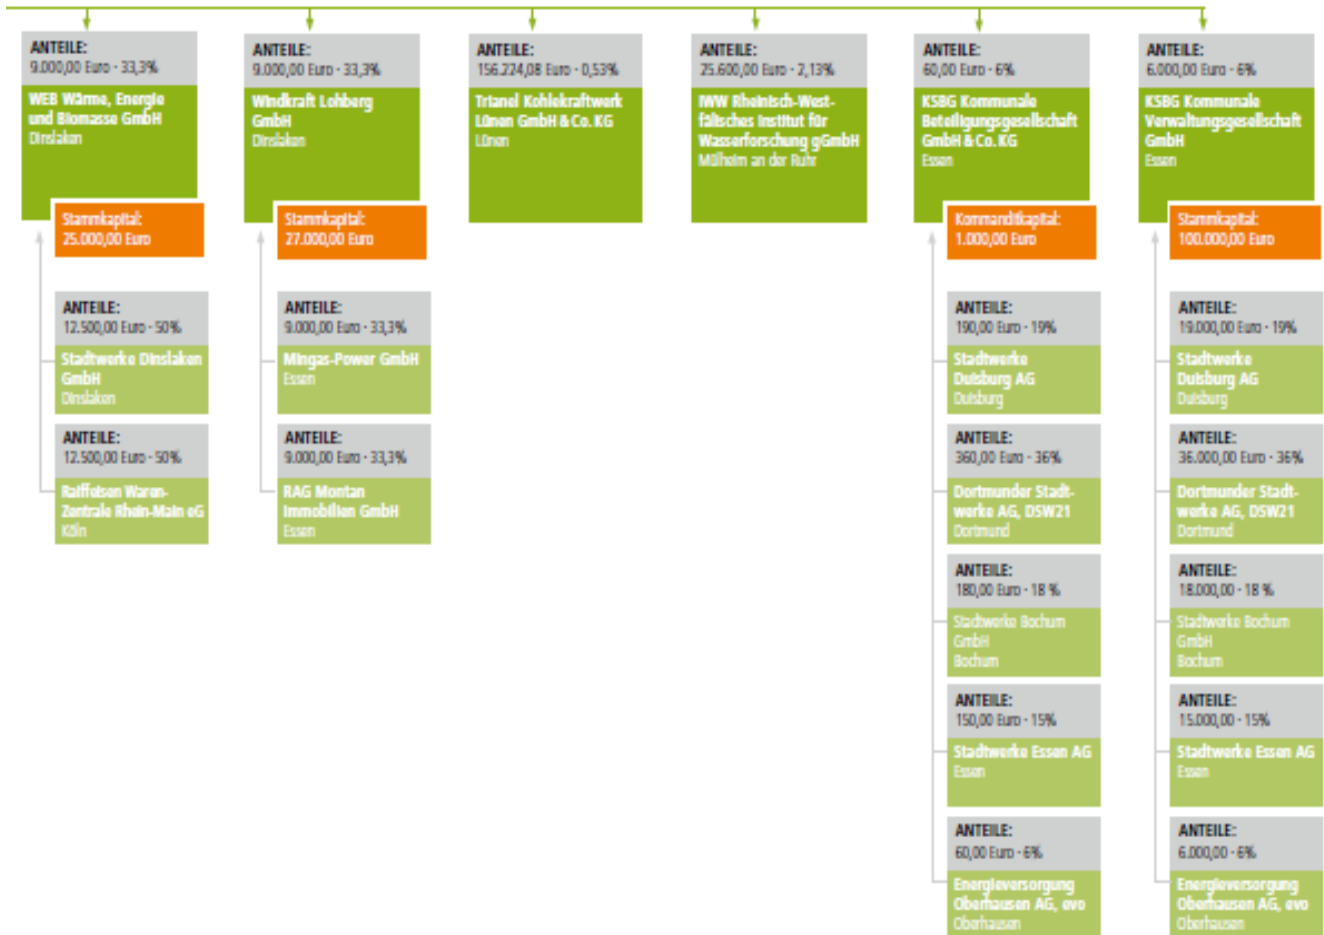 ANTEILE:
9.000,00 Euro - 33,3%
WEB Wärme, Energie
und Biomasse GmbH
Dinslaken
Stammkapital:
25.000,00 Euro
ANTEILE:
12.500,00 Euro - 50%
Stadtwerke Dinslaken
GmbH
Dinslaken
ANTEILE:
12.500,00 Euro - 50%
Raiffeisen Waren-
Zentrale Rhein-Main eG
Köln
ANTEILE:
9.000,00 Euro - 33,3%
Windkraft Lohberg
GmbH
Dinslaken
Stammkapital:
27.000,00 Euro
ANTEILE:
9.000,00 Euro - 33,3%
Mingas-Power GmbH
Essen
ANTEILE:
9.000,00 Euro - 33,3%
RAG Montan
Immobilien GmbH
Essen
ANTEILE:
156.224,08 Euro - 0,53%
Trianel Kohlekraftwerk
Lünen GmbH & Co. KG
Lünen
ANTEILE:
25.600,00 Euro - 2,13%
IWW Rheinisch-West-
fälisches Institut für
Wasserforschung gGmbH
Mülheim an der Ruhr
ANTEILE:
60,00 Euro - 6%
KSBG Kommunale
Beteiligungsgesellschaft
GmbH & Co. KG
Essen
Kommanditkapital:
1.000,00 Euro
ANTEILE:
190,00 Euro - 19%
Stadtwerke
Duisburg AG
Duisburg
ANTEILE:
360,00 Euro - 36%
Dortmunder Stadt-
werke AG, DSW21
Dortmund
ANTEILE:
180,00 Euro - 18 %
Stadtwerke Bochum
GmbH
Bochum
ANTEILE:
150,00 Euro - 15%
Stadtwerke Essen AG
Essen
ANTEILE:
60,00 Euro - 6%
Energieversorgung
Oberhausen AG, evo
Oberhausen
ANTEILE:
6.000,00 Euro - 6%
KSBG Kommunale
Verwaltungsgesellschaft
GmbH
Essen
Stammkapital:
100.000,00 Euro
ANTEILE:
19.000,00 Euro - 19%
Stadtwerke
Duisburg AG
Duisburg
ANTEILE:
36.000,00 Euro - 36%
Dortmunder Stadt-
werke AG, DSW21
Dortmund
ANTEILE:
18.000,00 - 18 %
Stadtwerke Bochum
GmbH
Bochum
ANTEILE:
15.000,00 - 15%
Stadtwerke Essen AG
Essen
ANTEILE:
6.000,00 - 6%
Energieversorgung
Oberhausen AG, evo
Oberhausen